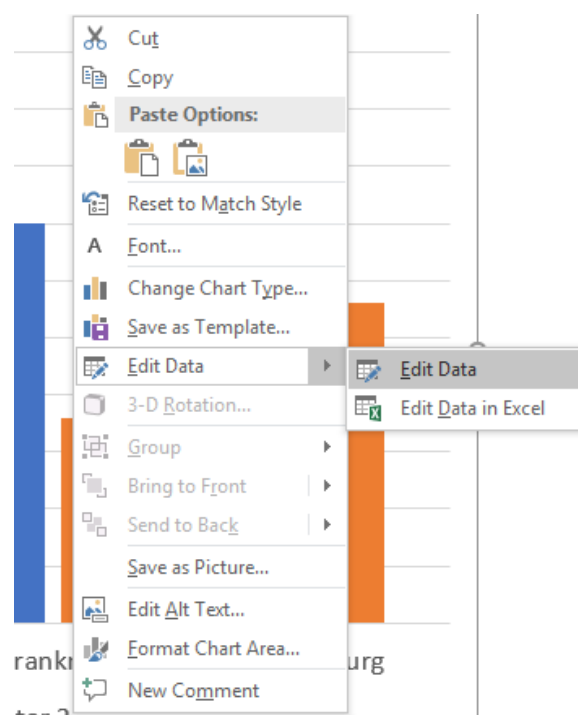 Cut
Copy
Paste Options:
Reset to Match Style
A Font...
Change Chart Type...
Save as Template...
Edit Data
Edit Data
3-D Rotation...
Edit Data in Excel
Group
Bring to Front
Send to Back
Save as Picture...
Edit Alt Text...
Format Chart Area...
urg
New Comment